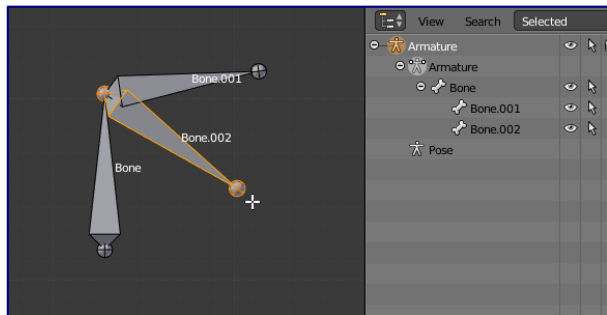 View Search Selected
Armature
Armature
Bone
Bone.001
Bone.002
Pose
Bone.001
Bone.002
Bone